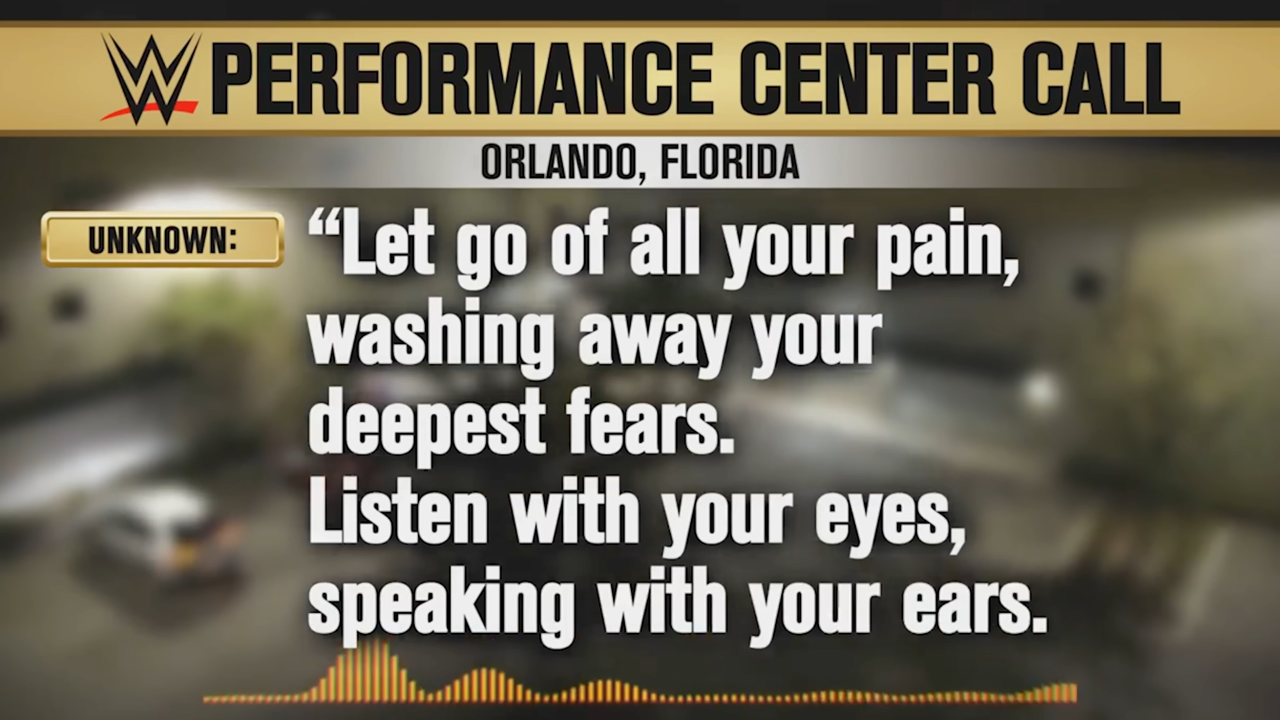 W PERFORMANCE CENTER CALL
ORLANDO, FLORIDA
UNKNOWN:
“Let go of all your pain,
washing away your
deepest fears.
Listen with your eyes,
speaking with your ears.